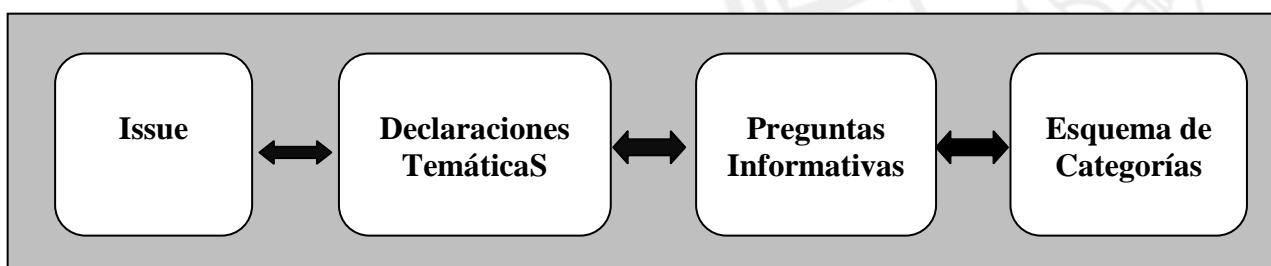 Issue
Declaraciones
TemáticaS
Preguntas
Informativas
Esquema de
Categorías